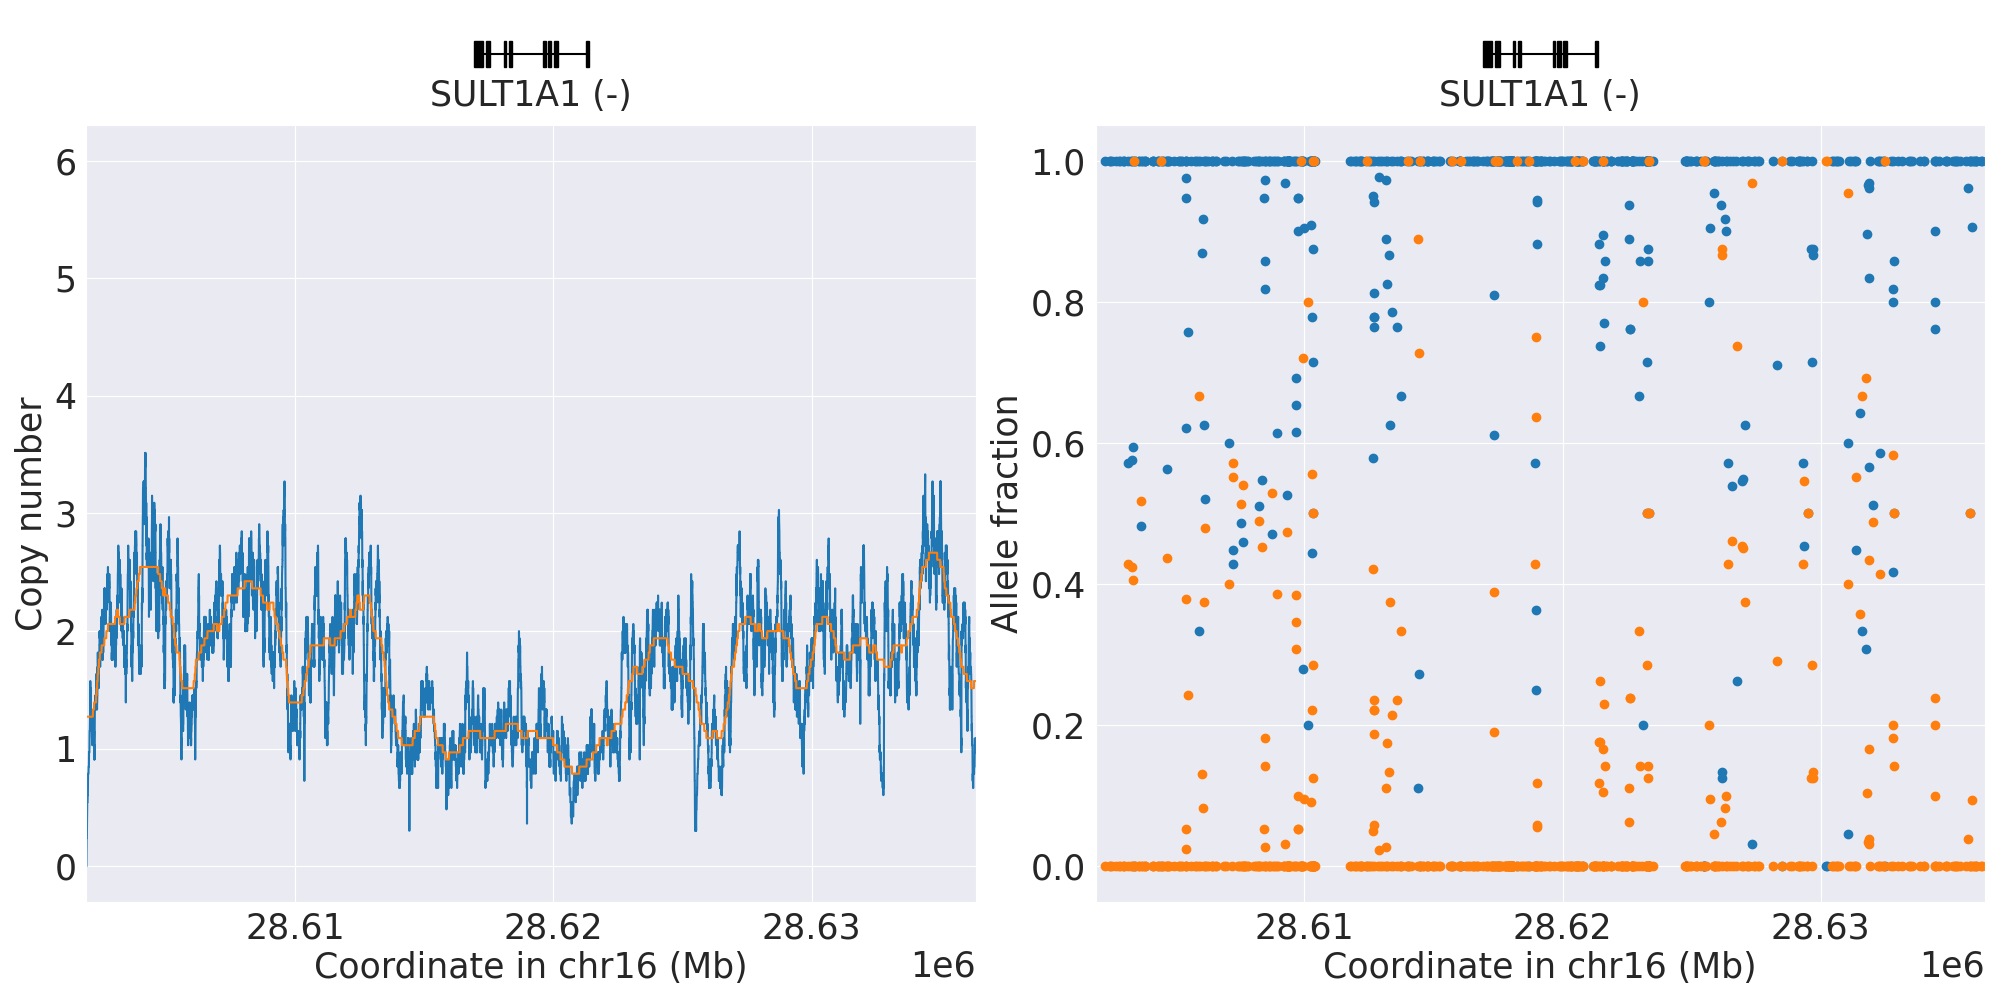 SULT1A1 (-)
6
5
4
3
2
1
0
Copy number
28.61
28.62
28.63
Coordinate in chr16 (Mb)
1e6
SULT1A1 (-)
1.0
0.8
0.6
0.4
0.2
0.0
Allele fraction
28.61
28.62
28.63
Coordinate in chr16 (Mb)
1e6